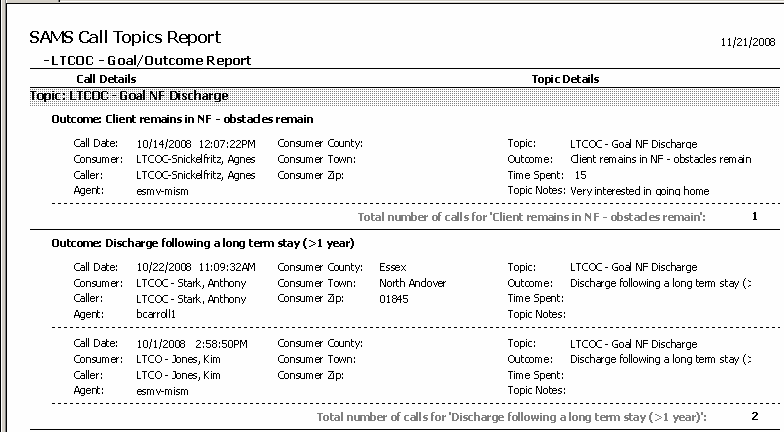 SAMS Call Topics Report
11/21/2008
-LTCOC - Goal/Outcome Report
Call Details Topic Details
Topic: LTCOC - Goal NF Discharge
Outcome: Client remains in NF - obstacles remain
Call Date: 10/14/2008 12:07:22PM Consumer County: Topic: LTCOC - Goal NF Discharge
Consumer: LTCOC-Snickelfritz, Agnes Consumer Town: Outcome: Client remains in NF - obstacles remain
Caller: LTCOC-Snickelfritz, Agnes Consumer Zip: Time Spent: 15
Agent: esmv-mism Topic Notes: Very interested in going home
Total number of calls for 'Client remains in NF - obstacles remain': 1
Outcome: Discharge following a long term stay (>1 year)
Call Date: 10/22/2008 11:09:32AM Consumer County: Essex Topic: LTCOC - Goal NF Discharge
Consumer: LTCOC - Stark, Anthony Consumer Town: North Andover Outcome: Discharge following a long term stay (>
Caller: LTCOC - Stark, Anthony Consumer Zip: 01845 Time Spent:
Agent: bcarroll1 Topic Notes:
Call Date: 10/1/2008 2:58:50PM Consumer County: Topic: LTCOC - Goal NF Discharge
Consumer: LTCO - Jones, Kim Consumer Town: Outcome: Discharge following a long term stay (>
Caller: LTCO - Jones, Kim Consumer Zip: Time Spent:
Agent: esmv-mism Topic Notes:
Total number of calls for 'Discharge following a long term stay (>1 year)': 2